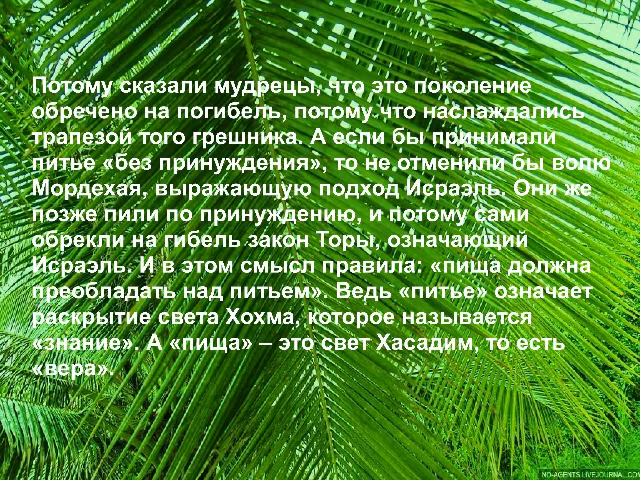 Потому сказали мудрецы, что это поколение
обречено на погибель, потому что наслаждались
трапезой того грешника. А если бы принимали
питье «без принуждения», то не отменили бы волю
Мордехая, выражающую подход Исраэль. Они же
позже пили по принуждению, и потому сами
обрекли на гибель закон Торы, означающий
Исраэль. И в этом смысл правила: «пища должна
преобладать над питьем». Ведь «питье» означает
раскрытие света Хохма, которое называется
«знание». А «пища» – это свет Хасадим, то есть
«вера».
NO-AGENTS.LIVEJOURNAL.COM